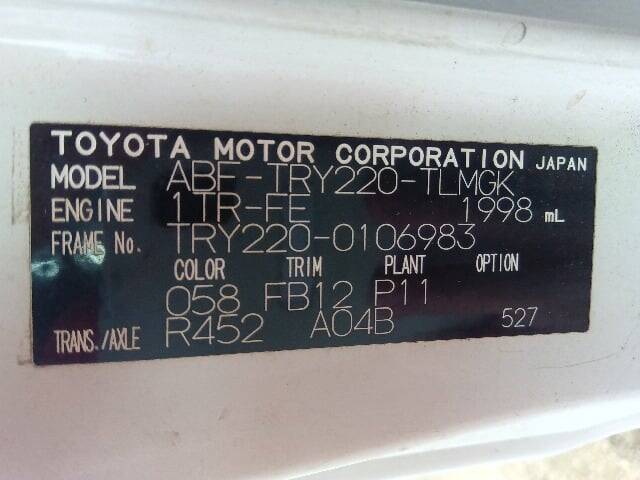 TOYOTA MOTOR CORPORATION JAPAN
MODEL ABF-TRY220-TLMGK
ENGINE 1TR-FE 1998 mL
FRAME No. TRY220-0106983
COLOR TRIM PLANT OPTION
058 FB12 P11
TRANS./AXLE R452 A04B 527